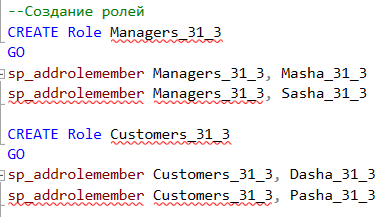 --Создание ролей
CREATE Role Managers_31_3
GO
sp_addrolemember Managers_31_3, Masha_31_3
sp_addrolemember Managers_31_3, Sasha_31_3
CREATE Role Customers_31_3
GO
sp_addrolemember Customers_31_3, Dasha_31_3
sp_addrolemember Customers_31_3, Pasha_31_3